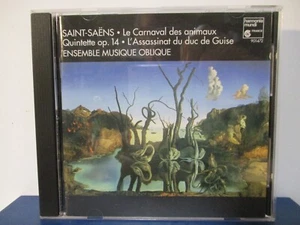 SAINT-SAËNS • Le Carnaval des animaux
Quintette op. 14 • L'Assassinat du duc de Guise
ENSEMBLE MUSIQUE OBLIQUE
harmonia
mundi
FRANCE